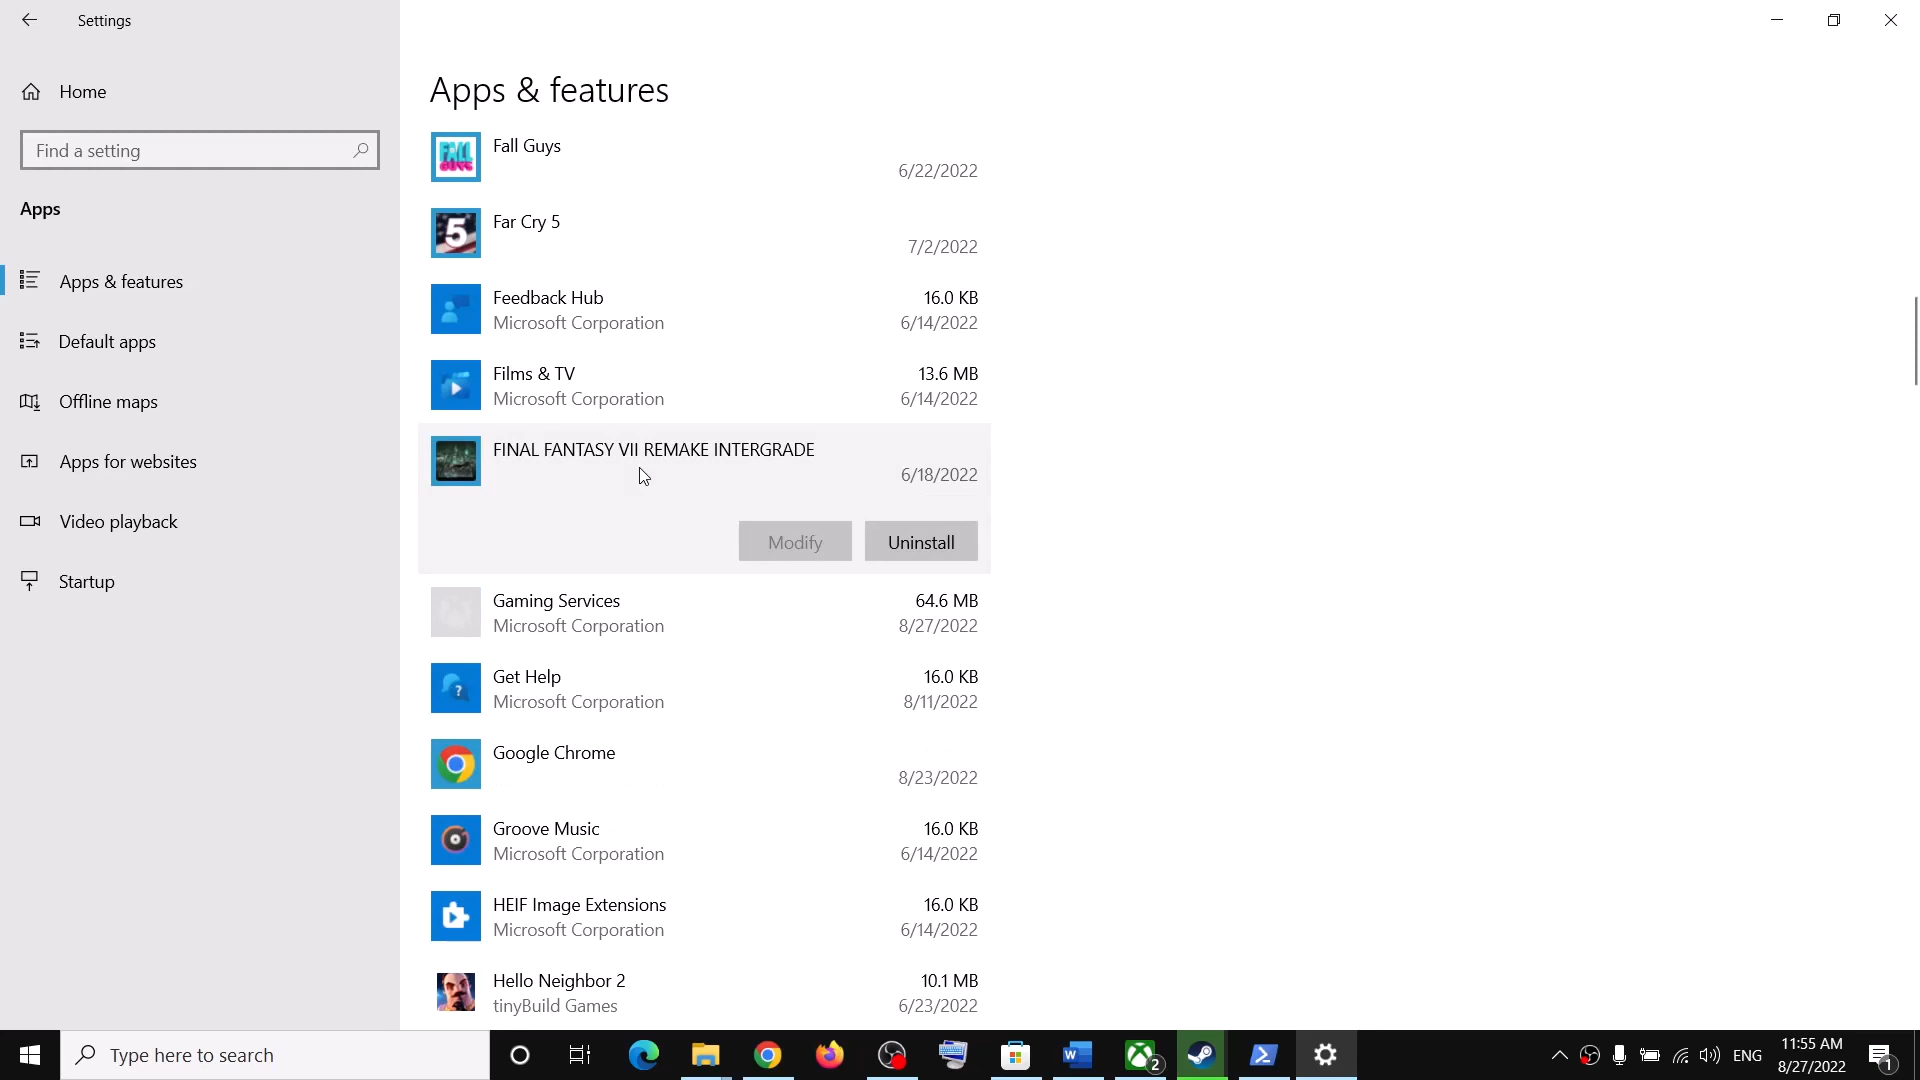 Settings
Home
Find a setting
Apps
Apps & features
Default apps
Offline maps
Apps for websites
Video playback
Startup
Apps & features
FALL GUYS
Fall Guys
6/22/2022
5
Far Cry 5
7/2/2022
Feedback Hub
16.0 KB
Microsoft Corporation
6/14/2022
Films & TV
13.6 MB
Microsoft Corporation
6/14/2022
FINAL FANTASY VII REMAKE INTERGRADE
6/18/2022
Modify
Uninstall
Gaming Services
64.6 MB
Microsoft Corporation
8/27/2022
Get Help
16.0 KB
Microsoft Corporation
8/11/2022
Google Chrome
8/23/2022
Groove Music
16.0 KB
Microsoft Corporation
6/14/2022
HEIF Image Extensions
16.0 KB
Microsoft Corporation
6/14/2022
Hello Neighbor 2
10.1 MB
tinyBuild Games
6/23/2022
Type here to search
W
2
ENG
11:55 AM
8/27/2022
1